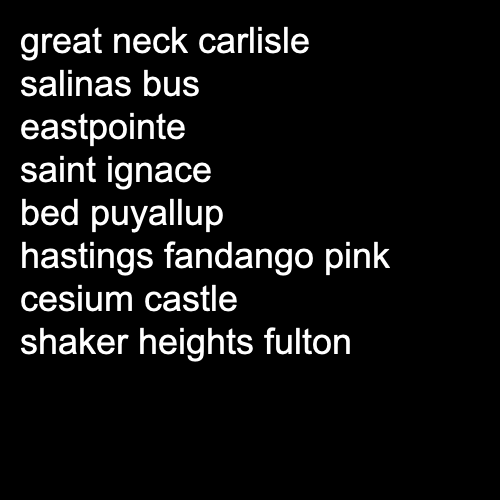 great neck carlisle
salinas bus
eastpointe
saint ignace
bed puyallup
hastings fandango pink
cesium castle
shaker heights fulton